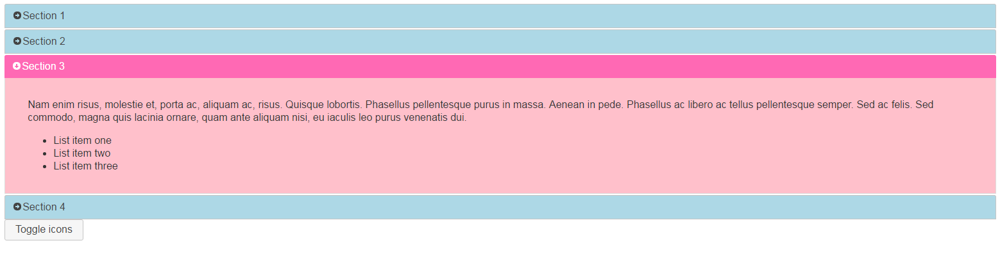 Section 1
Section 2
Section 3
Nam enim risus, molestie et, porta ac, aliquam ac, risus. Quisque lobortis. Phasellus pellentesque purus in massa. Aenean in pede. Phasellus ac libero ac tellus pellentesque semper. Sed ac felis. Sed
commodo, magna quis lacinia ornare, quam ante aliquam nisi, eu iaculis leo purus venenatis dui.
• List item one
• List item two
• List item three
Section 4
Toggle icons